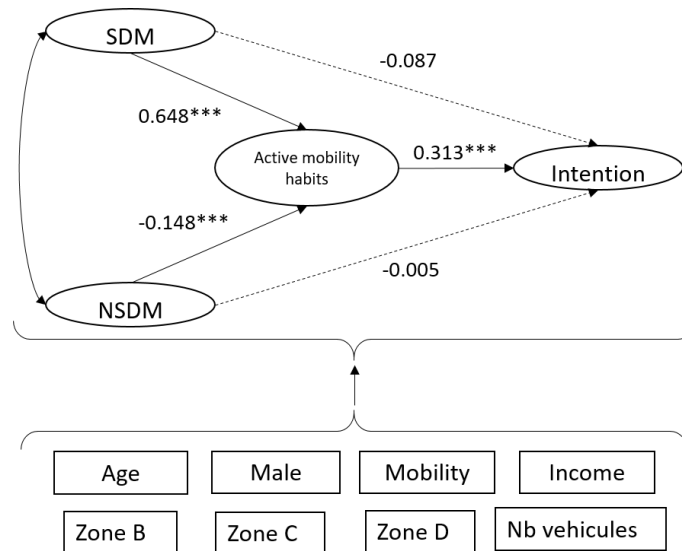 SDM
-0.087
0.648***
Active mobility
habits
0.313***
Intention
-0.148***
-0.005
NSDM
Age
Male
Mobility
Income
Zone B
Zone C
Zone D
Nb vehicules